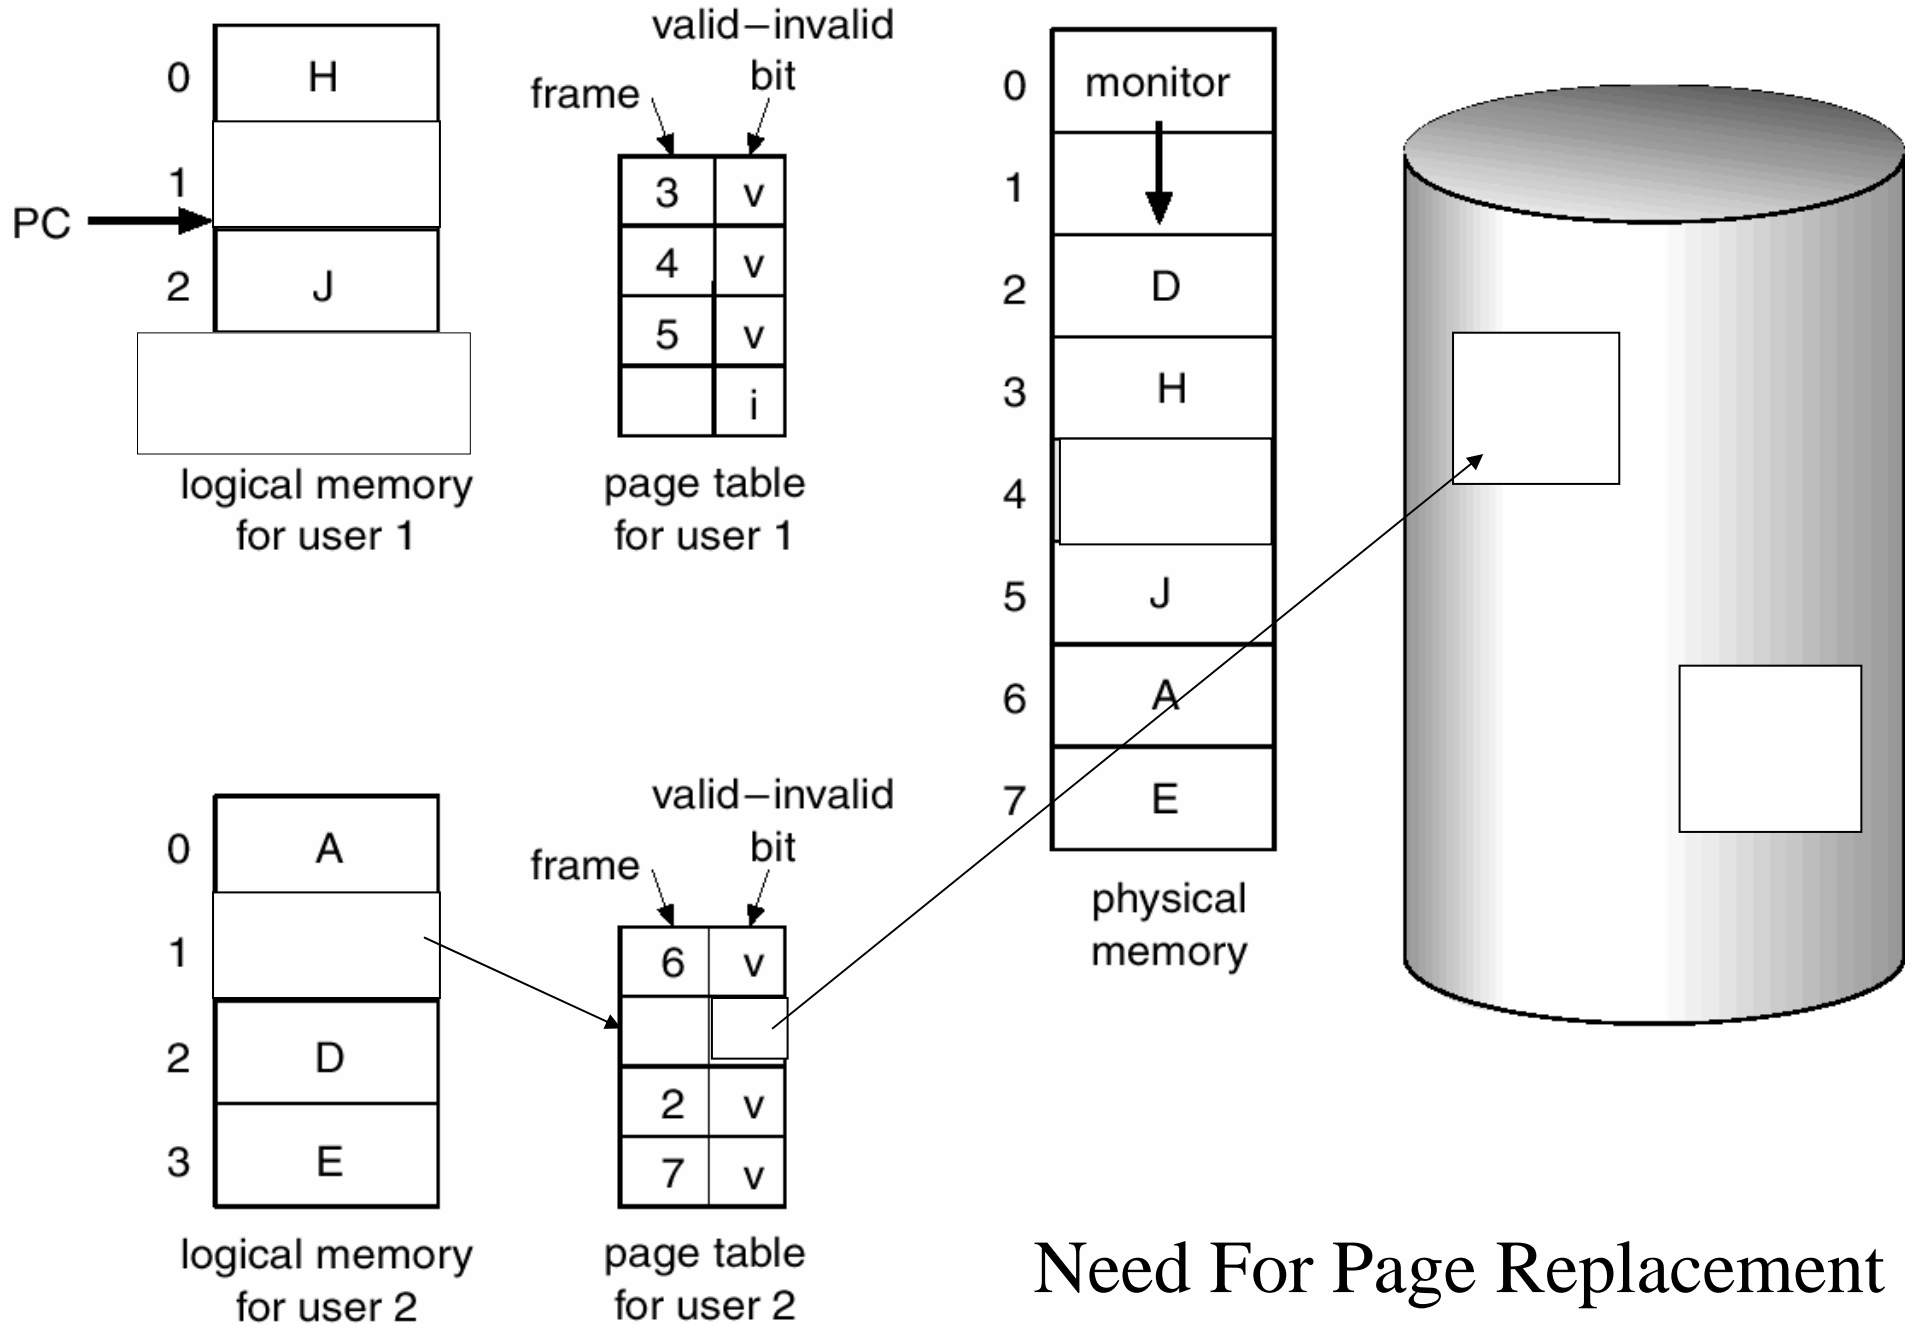 0 H
1
PC
2 J
logical memory
for user 1
valid–invalid
bit
frame
3 v
4 v
5 v
i
page table
for user 1
0 monitor
1
2 D
3 H
4
5 J
6 A
7 E
physical
memory
0 A
1
2 D
3 E
logical memory
for user 2
valid–invalid
bit
frame
6 v
2 v
7 v
page table
for user 2
Need For Page Replacement